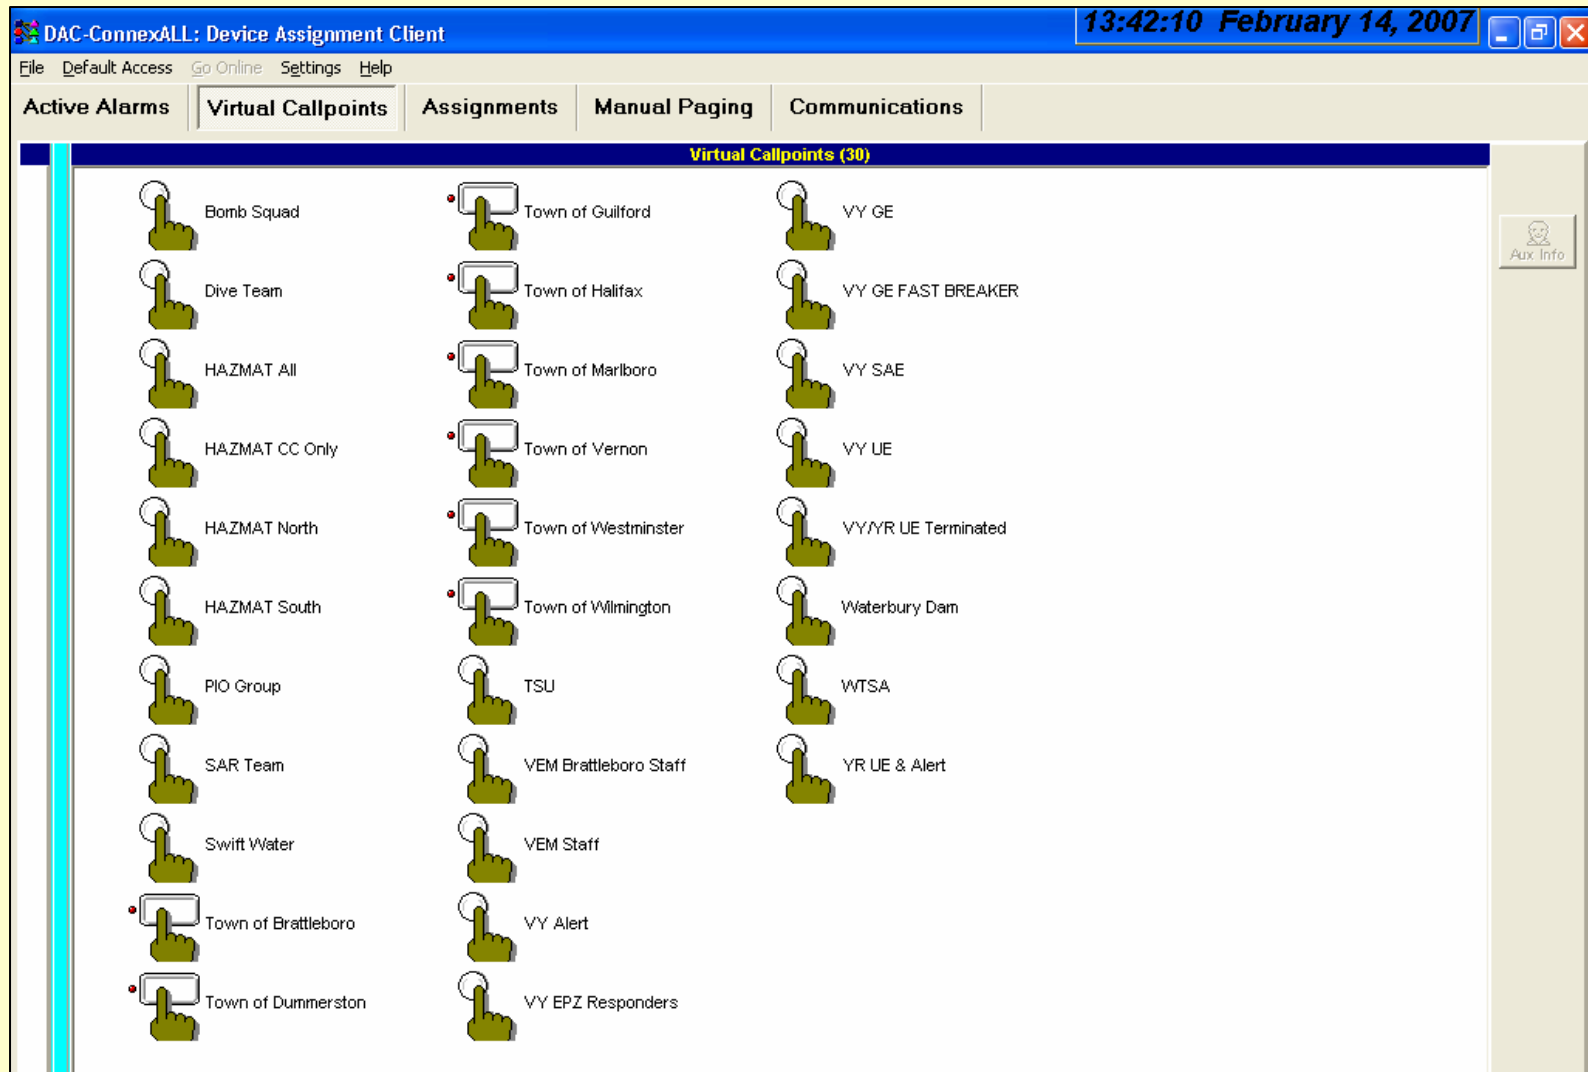 DAC-ConnexALL: Device Assignment Client
13:42:10 February 14, 2007
File Default Access Go Online Settings Help
Active Alarms Virtual Callpoints Assignments Manual Paging Communications
Virtual Callpoints (30)
Bomb Squad
Dive Team
HAZMAT All
HAZMAT CC Only
HAZMAT North
HAZMAT South
PIO Group
SAR Team
Swift Water
Town of Brattleboro
Town of Dummerston
Town of Guilford
Town of Halifax
Town of Marlboro
Town of Vernon
Town of Westminster
Town of Wilmington
TSU
VEM Brattleboro Staff
VEM Staff
VY Alert
VY EPZ Responders
VY GE
VY GE FAST BREAKER
VY SAE
VY UE
VY/YR UE Terminated
Waterbury Dam
WTSA
YR UE & Alert
Aux Info